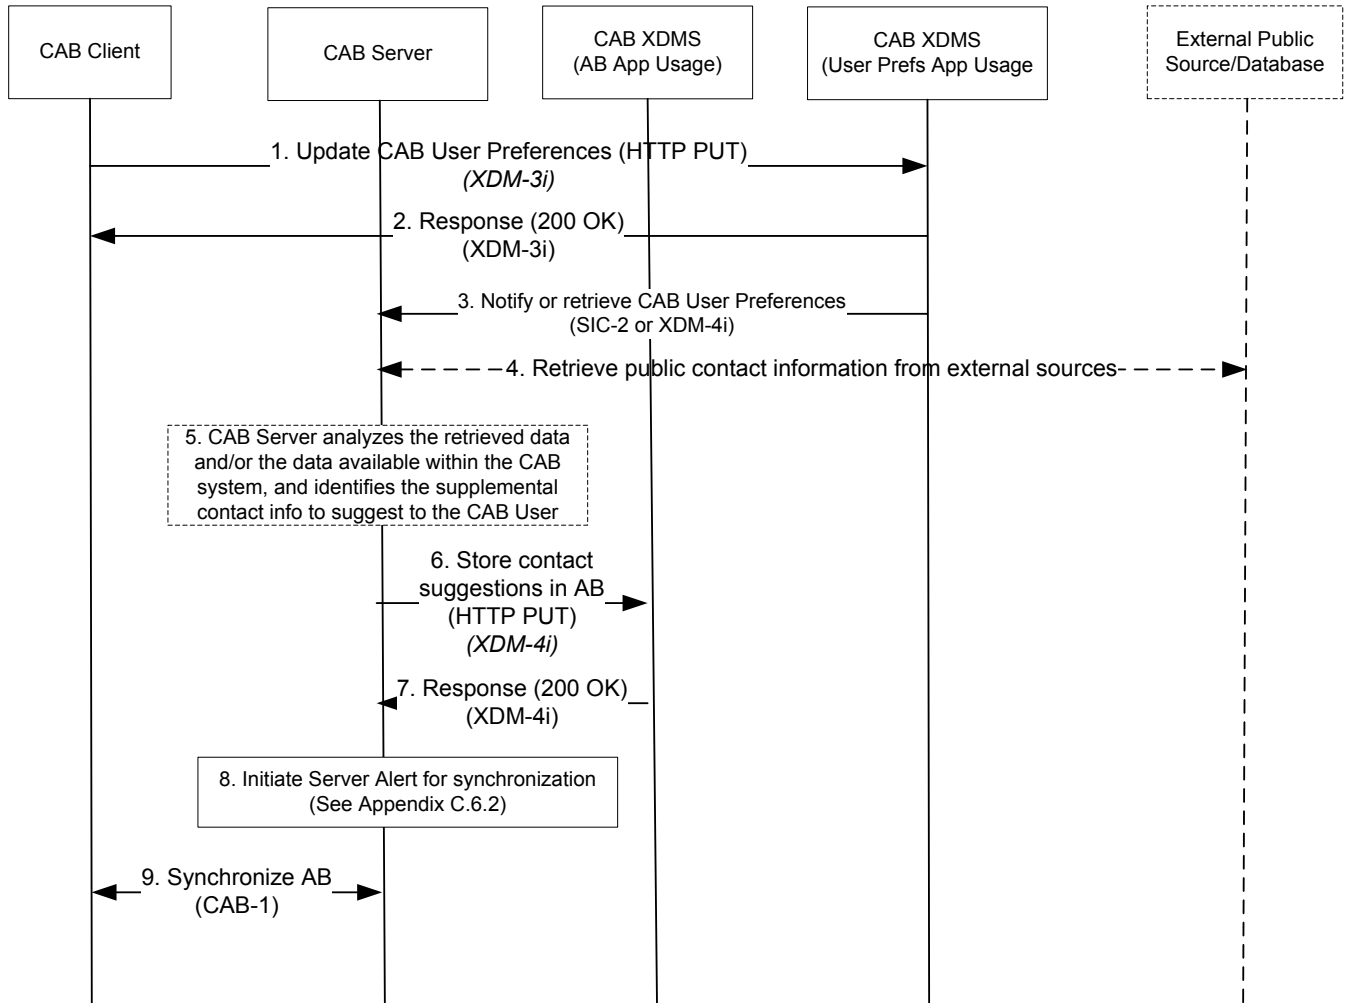 CAB Client
CAB Server
CAB XDMS
(AB App Usage)
CAB XDMS
(User Prefs App Usage
External Public
Source/Database
1. Update CAB User Preferences (HTTP PUT)
(XDM-3i)
2. Response (200 OK)
(XDM-3i)
3. Notify or retrieve CAB User Preferences
(SIC-2 or XDM-4i)
4. Retrieve public contact information from external sources
5. CAB Server analyzes the retrieved data
and/or the data available within the CAB
system, and identifies the supplemental
contact info to suggest to the CAB User
6. Store contact
suggestions in AB
(HTTP PUT)
(XDM-4i)
7. Response (200 OK)
(XDM-4i)
8. Initiate Server Alert for synchronization
(See Appendix C.6.2)
9. Synchronize AB
(CAB-1)